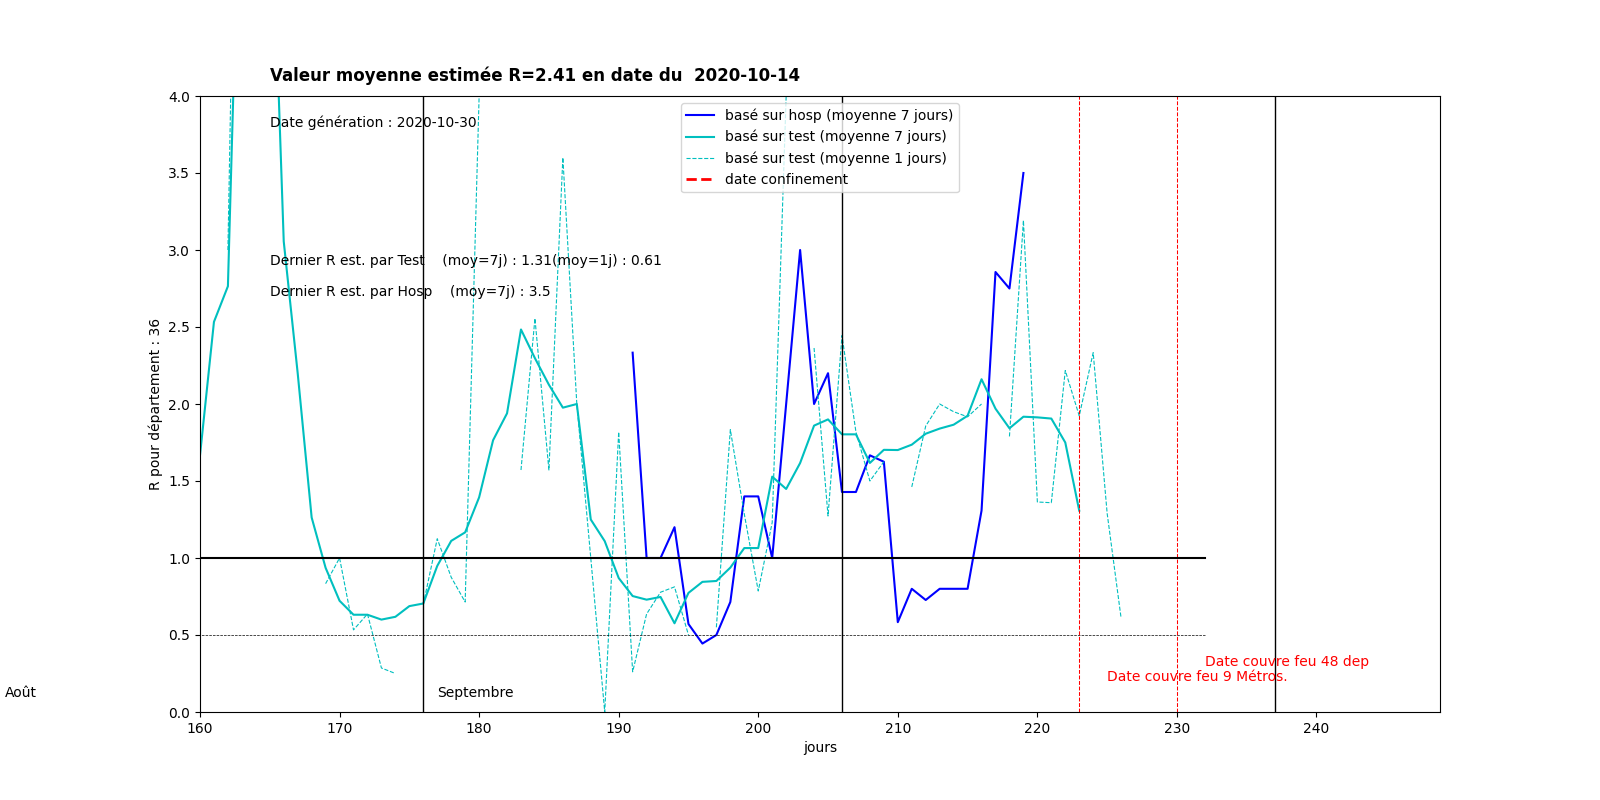 Valeur moyenne estimée R=2.41 en date du  2020-10-14
Date génération : 2020-10-30
basé sur hosp (moyenne 7 jours)
basé sur test (moyenne 7 jours)
basé sur test (moyenne 1 jours)
date confinement
Dernier R est. par Test    (moy=7j) : 1.31(moy=1j) : 0.61
Dernier R est. par Hosp    (moy=7j) : 3.5
R pour département : 36
4.0
3.5
3.0
2.5
2.0
1.5
1.0
0.5
0.0
Date couvre feu 48 dep
Date couvre feu 9 Métros.
Août
Septembre
160 170 180 190 200 210 220 230 240
jours